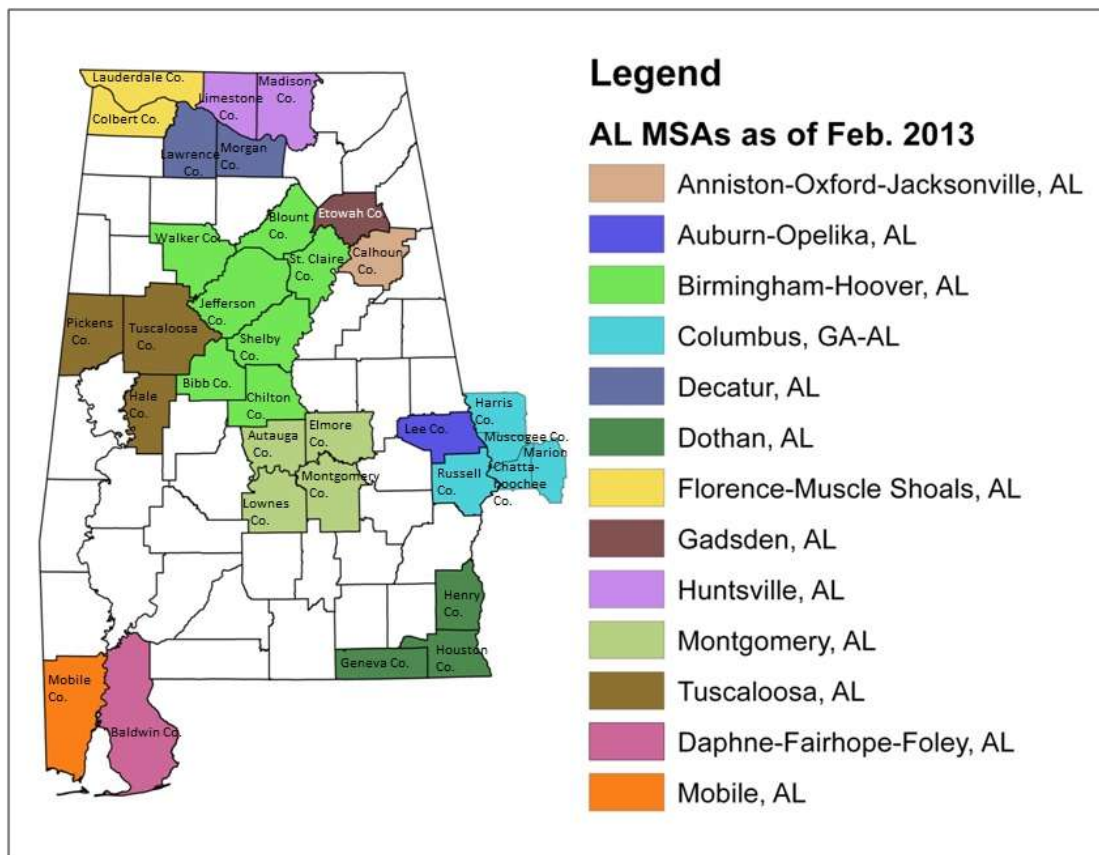 Lauderdale Co.
Colbert Co.
Limestone
Co.
Madison
Co.
Lawrence
Co.
Morgan
Co.
Blount
Co.
Etowah Co
Walker Co.
St. Claire
Co.
Calhoun
Co.
Jefferson
Co.
Pickens
Co.
Tuscaloosa
Co.
Shelby
Co.
Bibb Co.
Hale
Co.
Chilton
Co.
Autauga
Co.
Elmore
Co.
Lownes
Co.
Montgomery
Co.
Lee Co.
Harris
Co.
Muscogee Co.
Marion
Russell
Co.
Chatta-
hoochee
Co.
Henry
Co.
Geneva Co.
Houston
Co.
Mobile
Co.
Baldwin Co.
Legend
AL MSAs as of Feb. 2013
Anniston-Oxford-Jacksonville, AL
Auburn-Opelika, AL
Birmingham-Hoover, AL
Columbus, GA-AL
Decatur, AL
Dothan, AL
Florence-Muscle Shoals, AL
Gadsden, AL
Huntsville, AL
Montgomery, AL
Tuscaloosa, AL
Daphne-Fairhope-Foley, AL
Mobile, AL